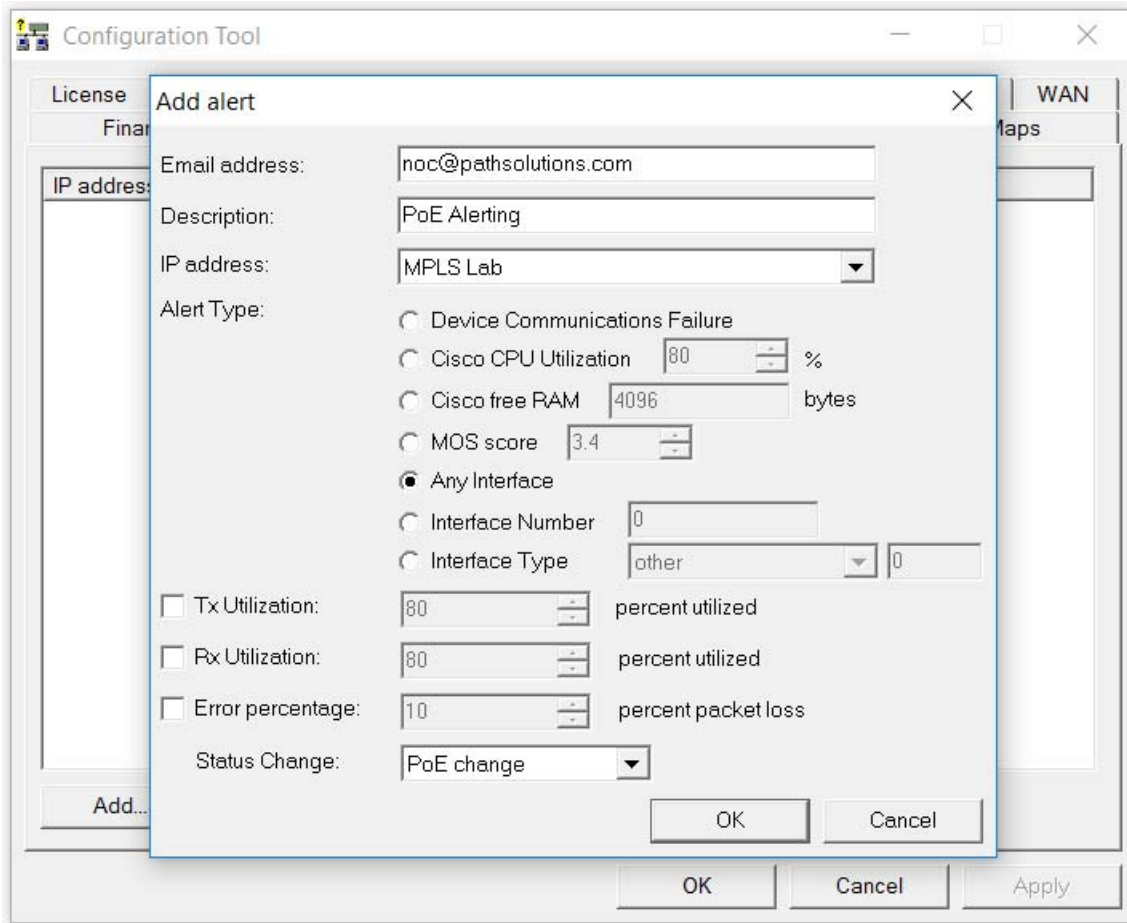 Configuration Tool
License WAN
Finan Maps
Add alert
IP address
Email address: noc@pathsolutions.com
Description: PoE Alerting
IP address: MPLS Lab
Alert Type:
Device Communications Failure
Cisco CPU Utilization 80 %
Cisco free RAM 4096 bytes
MOS score 3.4
Any Interface
Interface Number 0
Interface Type other 0
Tx Utilization: 80 percent utilized
Rx Utilization: 80 percent utilized
Error percentage: 10 percent packet loss
Status Change: PoE change
OK Cancel
Add...
OK Cancel Apply